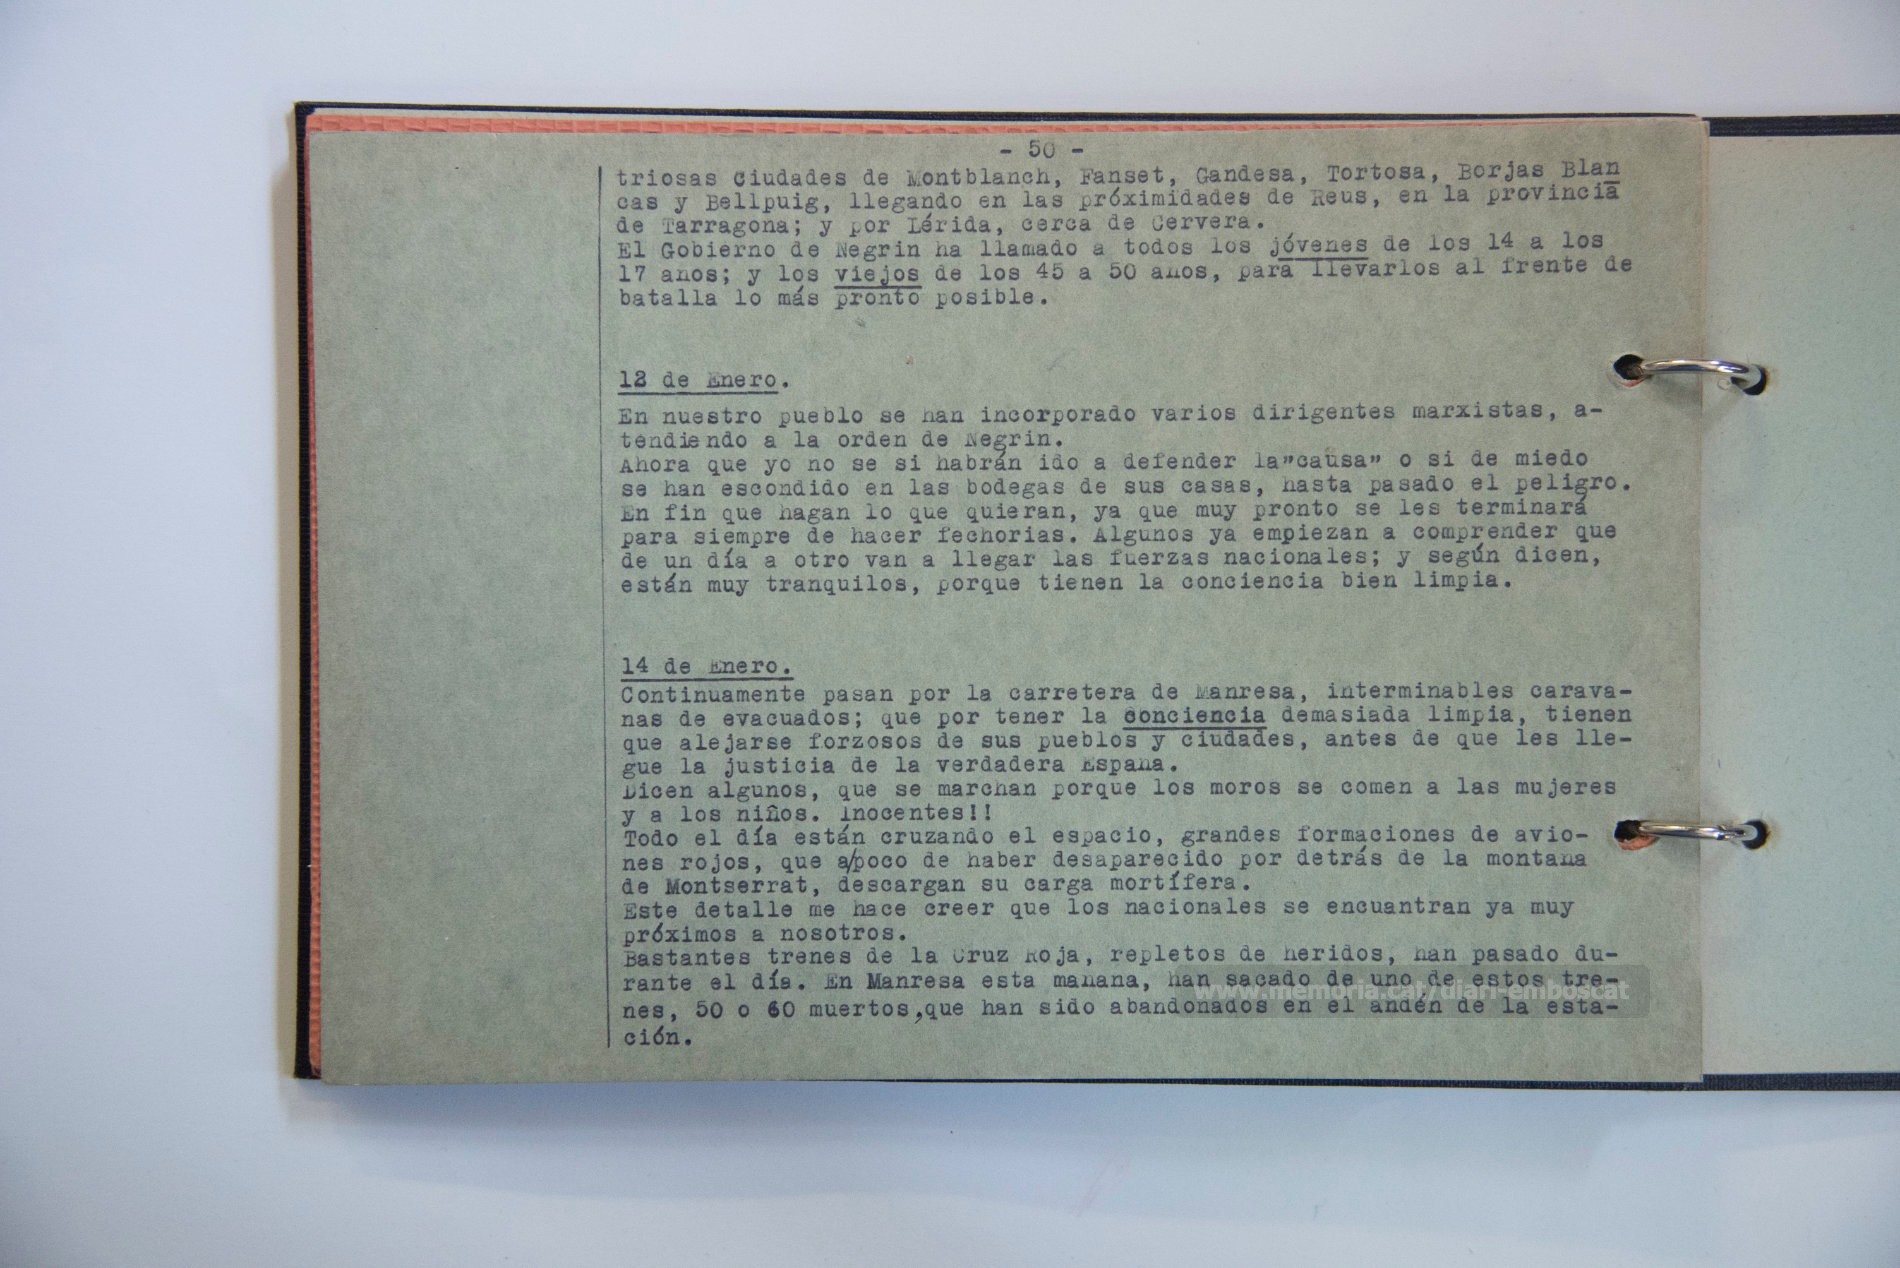 - 50 -
triosas ciudades de Montblanch, Fanset, Gandesa, Tortosa, Borjas Blan
cas y Bellpuig, llegando en las próximidades de Reus, en la provincia
de Tarragona; y por Lérida, cerca de Cervera.
El Gobierno de Negrin ha llamado a todos los jóvenes de los 14 a los
17 años; y los viejos de los 45 a 50 años, para llevarlos al frente de
batalla lo más pronto posible.
12 de Enero.
En nuestro pueblo se han incorporado varios dirigentes marxistas, a-
tendiendo a la orden de Negrin.
Ahora que yo no se si habrán ido a defender la"causa" o si de miedo
se han escondido en las bodegas de sus casas, hasta pasado el peligro.
En fin que hagan lo que quieran, ya que muy pronto se les terminará
para siempre de hacer fechorias. Algunos ya empiezan a comprender que
de un día a otro van a llegar las fuerzas nacionales; y según dicen,
están muy tranquilos, porque tienen la conciencia bien limpia.
14 de Enero.
Continuamente pasan por la carretera de Manresa, interminables carava-
nas de evacuados; que por tener la conciencia demasiada limpia, tienen
que alejarse forzosos de sus pueblos y ciudades, antes de que les lle-
gue la justicia de la verdadera España.
Dicen algunos, que se marchan porque los moros se comen a las mujeres
y a los niños. Inocentes!!
Todo el día están cruzando el espacio, grandes formaciones de avio-
nes rojos, que a/poco de haber desaparecido por detrás de la montaña
de Montserrat, descargan su carga mortífera.
Este detalle me hace creer que los nacionales se encuantran ya muy
próximos a nosotros.
Bastantes trenes de la Cruz Roja, repletos de heridos, han pasado du-
rante el día. En Manresa esta mañana, han sacado de uno de estos tre-
nes, 50 o 60 muertos,que han sido abandonados en el andén de la esta-
ción.
www.memoria.cat/diari-emboscat